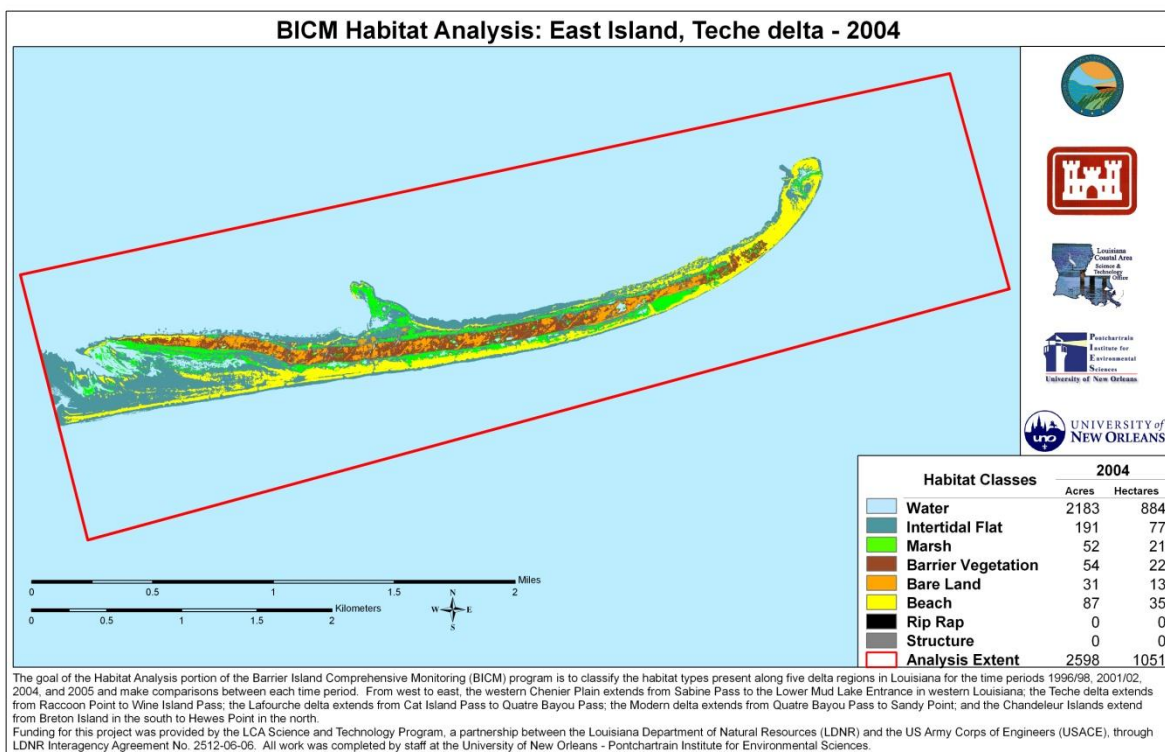 BICM Habitat Analysis: East Island, Teche delta - 2004
Louisiana
Coastal Area
Science &
Technology
Office
Pontchartrain
Institute for
Environmental
Sciences
University of New Orleans
uno
UNIVERSITY of
NEW ORLEANS
Habitat Classes 2004
Acres Hectares
Water 2183 884
Intertidal Flat 191 77
Marsh 52 21
Barrier Vegetation 54 22
Bare Land 31 13
Beach 87 35
Rip Rap 0 0
Structure 0 0
Analysis Extent 2598 1051
Miles
0 0.5 1 1.5 2
Kilometers
0 0.5 1 1.5 2
N
W E
S
The goal of the Habitat Analysis portion of the Barrier Island Comprehensive Monitoring (BICM) program is to classify the habitat types present along five delta regions in Louisiana for the time periods 1996/98, 2001/02,
2004, and 2005 and make comparisons between each time period. From west to east, the western Chenier Plain extends from Sabine Pass to the Lower Mud Lake Entrance in western Louisiana; the Teche delta extends
from Raccoon Point to Wine Island Pass; the Lafourche delta extends from Cat Island Pass to Quatre Bayou Pass; the Modern delta extends from Quatre Bayou Pass to Sandy Point; and the Chandeleur Islands extend
from Breton Island in the south to Hewes Point in the north.
Funding for this project was provided by the LCA Science and Technology Program, a partnership between the Louisiana Department of Natural Resources (LDNR) and the US Army Corps of Engineers (USACE), through
LDNR Interagency Agreement No. 2512-06-06. All work was completed by staff at the University of New Orleans - Pontchartrain Institute for Environmental Sciences.